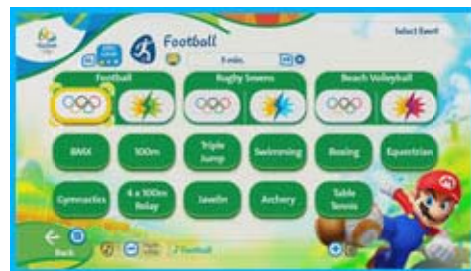 Football
Select Event
5 min.
Football
Rugby Sevens
Beach Volleyball
BMX
100m
Triple Jump
Swimming
Boxing
Equestrian
Gymnastics
4 x 100m Relay
Javelin
Archery
Table Tennis
Back
Football